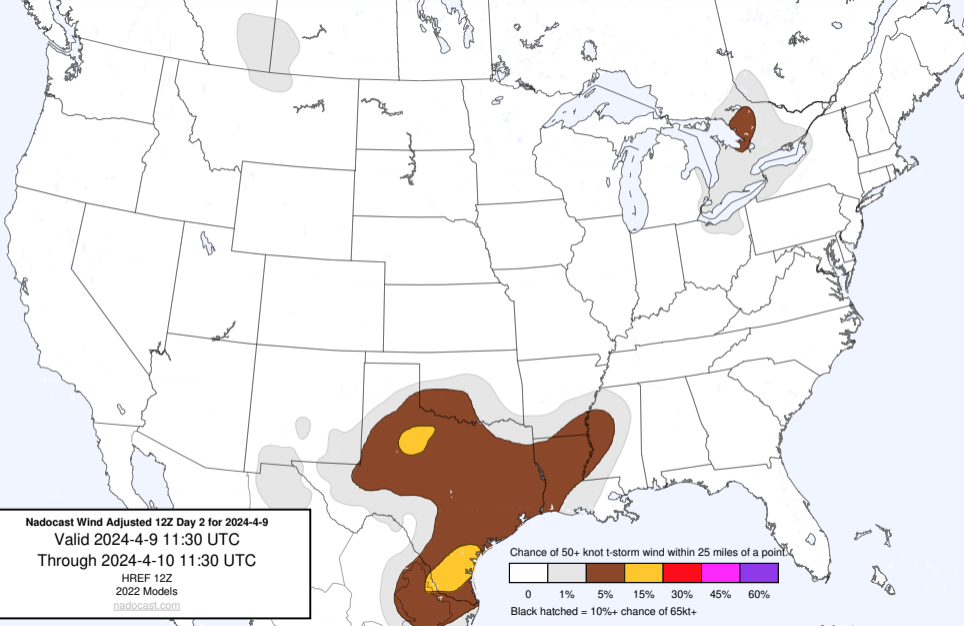 Nadocast Wind Adjusted 12Z Day 2 for 2024-4-9
Valid 2024-4-9 11:30 UTC
Through 2024-4-10 11:30 UTC
HREF 12Z
2022 Models
nadocast.com
Chance of 50+ knot t-storm wind within 25 miles of a point.
0 1% 5% 15% 30% 45% 60%
Black hatched = 10%+ chance of 65kt+